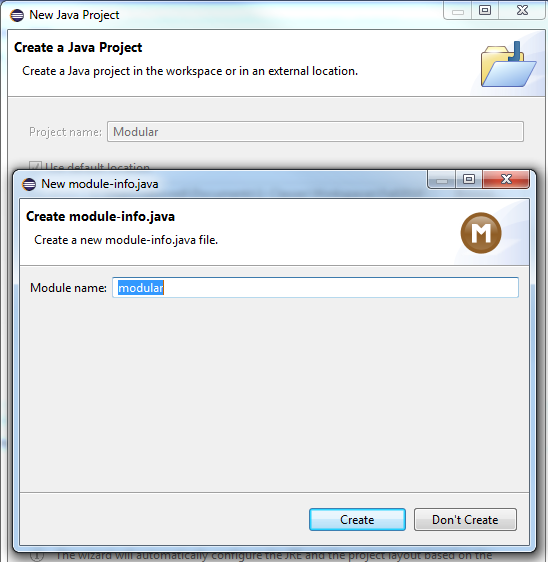 New Java Project
Create a Java Project
Create a Java project in the workspace or in an external location.
Project name: Modular
Use default location
New module-info.java
Create module-info.java
Create a new module-info.java file.
M
Module name: modular
Create Don't Create
The wizard will automatically configure the JRE and the project layout based on the